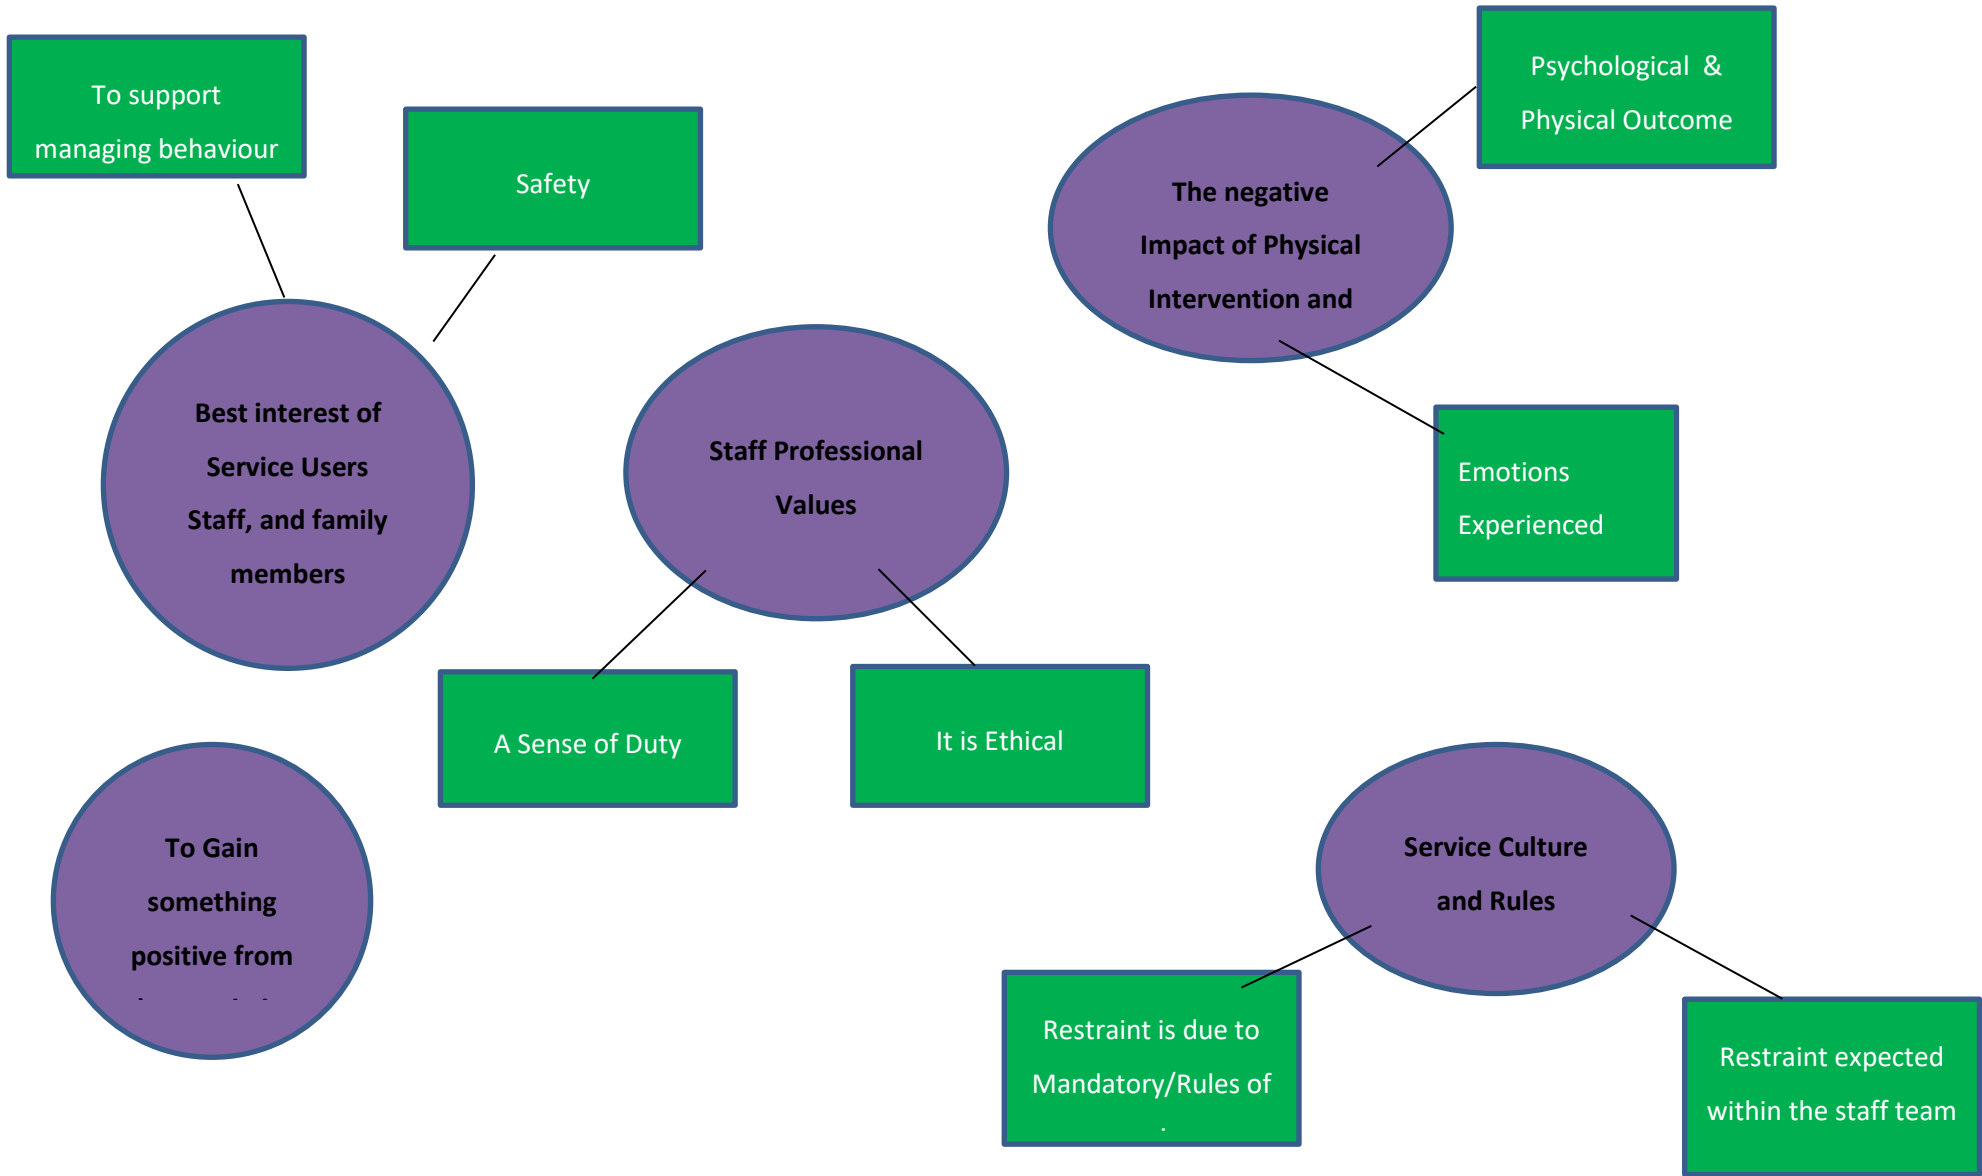 To support
managing behaviour
Safety
Psychological &
Physical Outcome
The negative
Impact of Physical
Intervention and
Best interest of
Service Users
Staff, and family
members
Staff Professional
Values
Emotions
Experienced
A Sense of Duty
It is Ethical
To Gain
something
positive from
Service Culture
and Rules
Restraint is due to
Mandatory/Rules of
Restraint expected
within the staff team